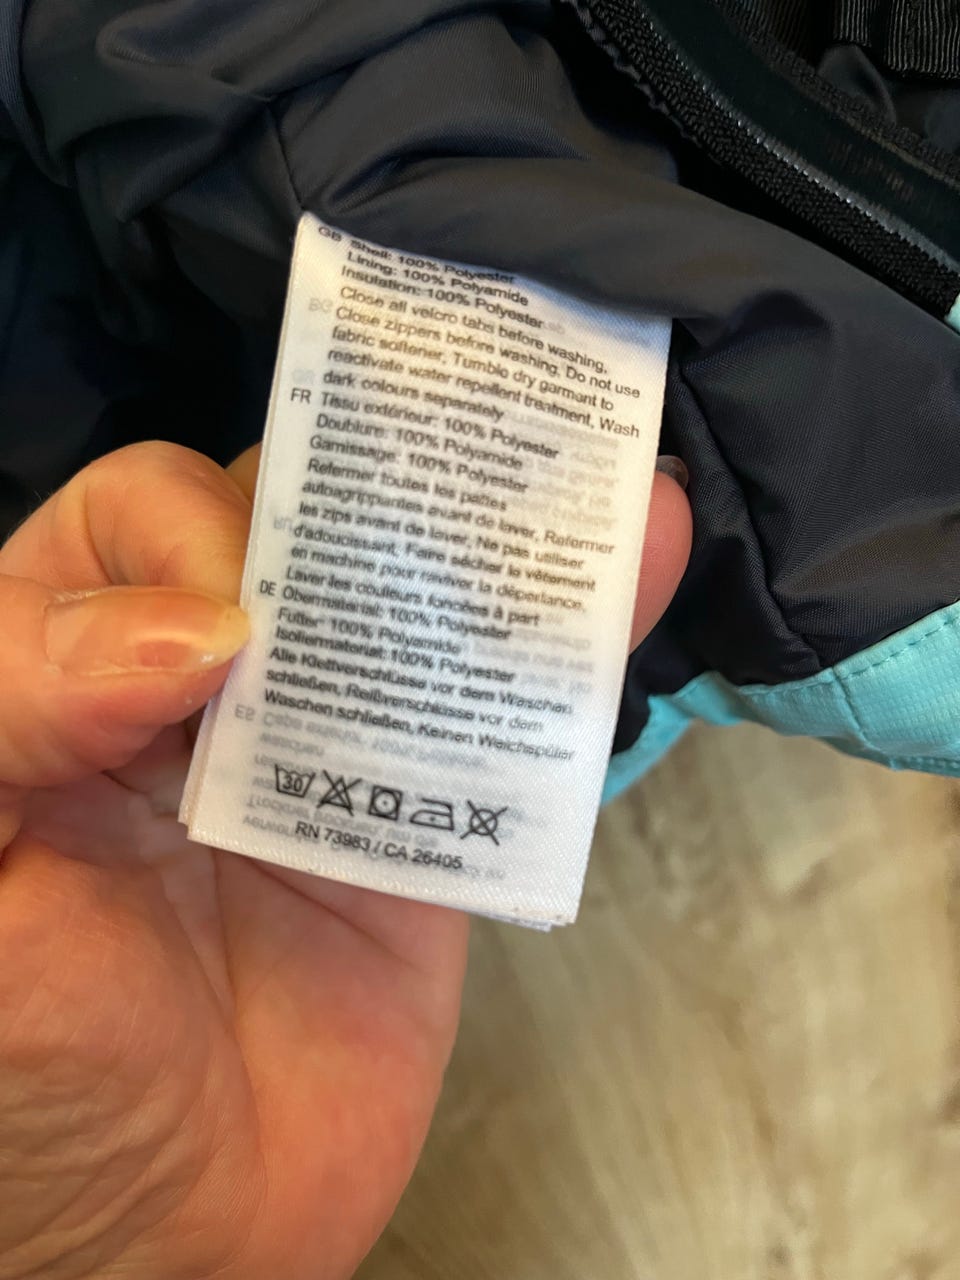 GB Shell: 100% Polyester
Lining: 100% Polyamide
Insulation: 100% Polyester
Close all velcro tabs before washing,
Close zippers before washing, Do not use
fabric softener, Tumble dry garment to
reactivate water repellent treatment, Wash
dark colours separately
FR Tissu extérieur: 100% Polyester
Doublure: 100% Polyamide
Garnissage: 100% Polyester
Refermer toutes les pattes
autoagrippantes avant de laver, Refermer
les zips avant de laver, Ne pas utiliser
d'adoucissant, Faire sécher le vêtement
en machine pour raviver la déperlance,
Laver les couleurs foncées à part
DE Obermaterial: 100% Polyester
Futter: 100% Polyamide
Isoliermaterial: 100% Polyester
Alle Klettverschlüsse vor dem Waschen
schließen, Reißverschlüsse vor dem
Waschen schließen, Keinen Weichspüler
30
RN 73983 / CA 26405